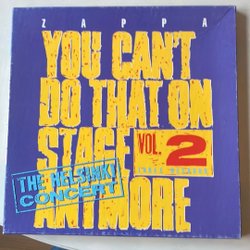 ZAPPA
YOU CAN'T
DO THAT ON
STAGE
VOL. 2
THE HELSINKI
CONCERT
ANYMORE